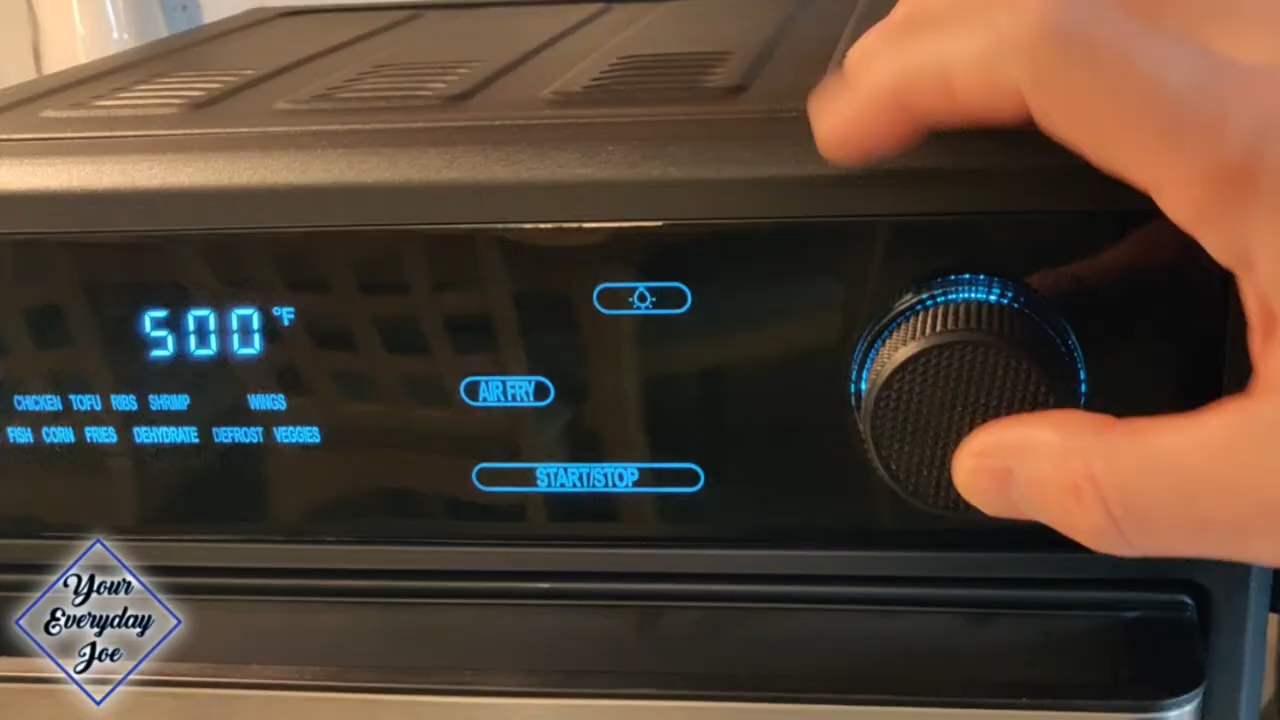 500°F
CHICKEN TOFU RIBS SHRIMP WINGS
FISH CORN FRIES DEHYDRATE DEFROST VEGGIES
AIR FRY
START/STOP
Your
Everyday
Joe